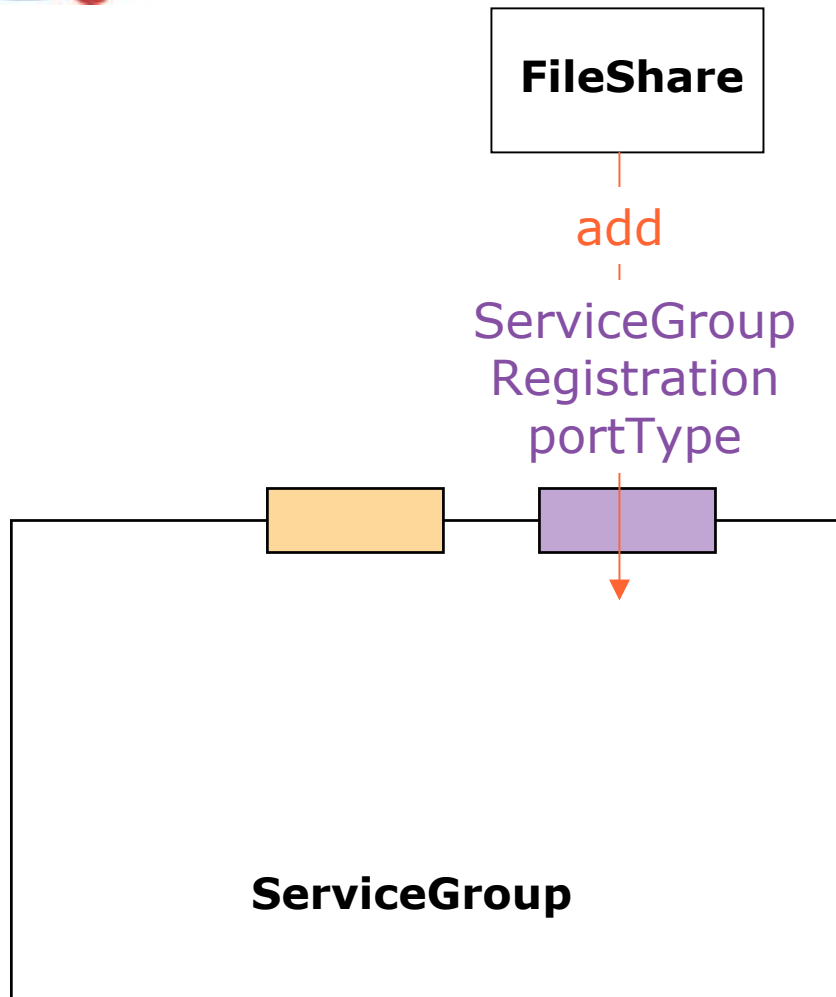 FileShare
add
ServiceGroup
Registration
portType
ServiceGroup